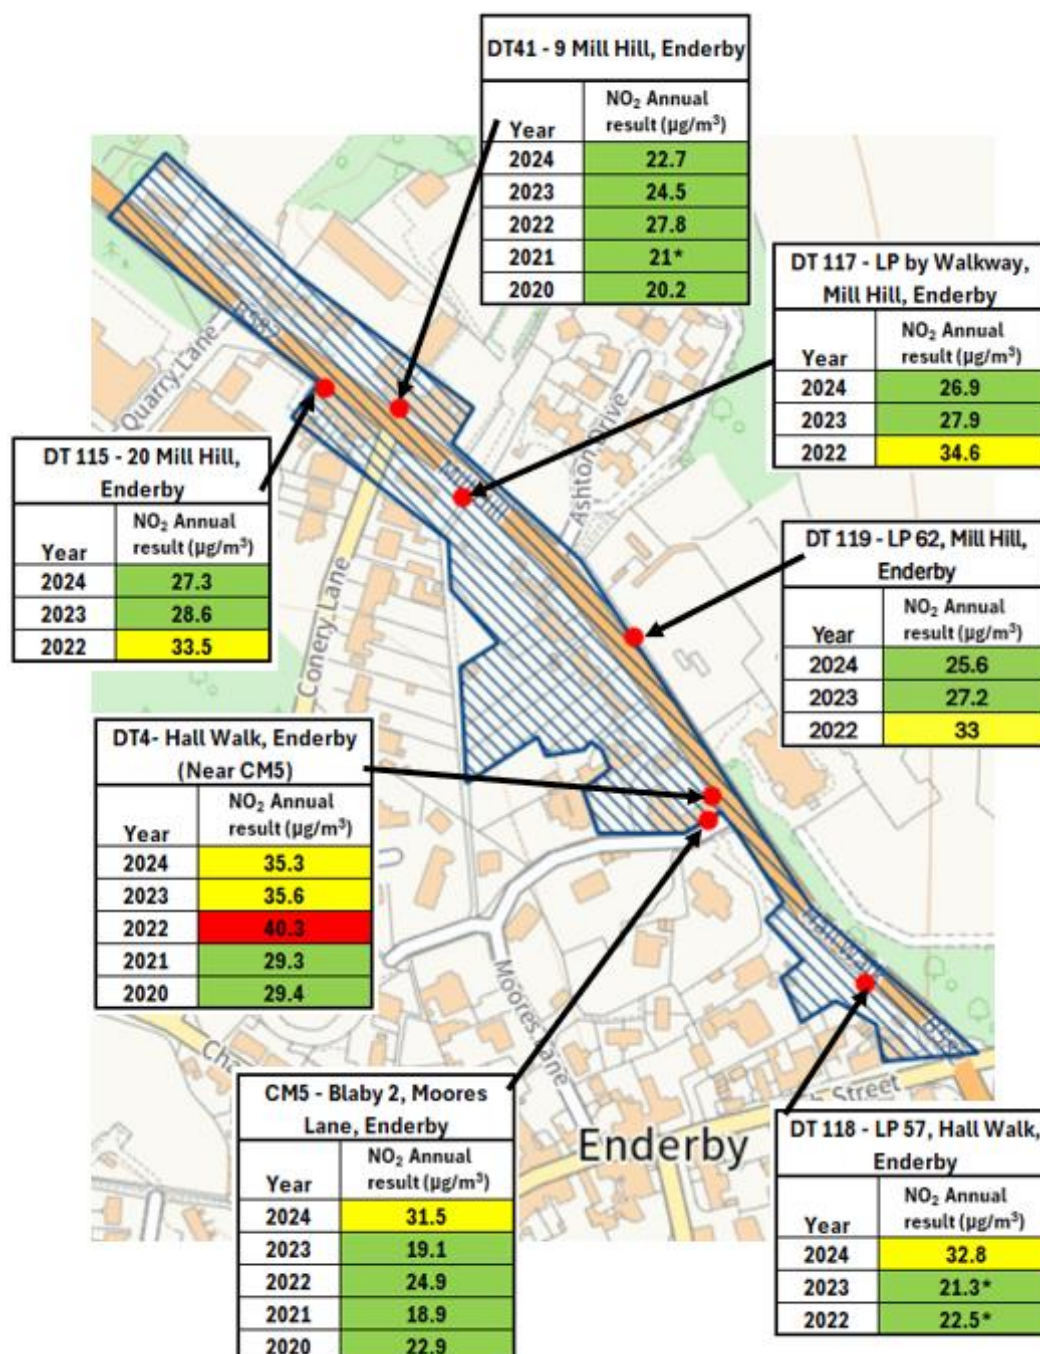 DT41 - 9 Mill Hill, Enderby
Year NO₂ Annual result (µg/m³)
2024 22.7
2023 24.5
2022 27.8
2021 21*
2020 20.2
DT 117 - LP by Walkway,
Mill Hill, Enderby
Year NO₂ Annual result (µg/m³)
2024 26.9
2023 27.9
2022 34.6
DT 115 - 20 Mill Hill,
Enderby
Year NO₂ Annual result (µg/m³)
2024 27.3
2023 28.6
2022 33.5
DT 119 - LP 62, Mill Hill,
Enderby
Year NO₂ Annual result (µg/m³)
2024 25.6
2023 27.2
2022 33
DT4- Hall Walk, Enderby
(Near CM5)
Year NO₂ Annual result (µg/m³)
2024 35.3
2023 35.6
2022 40.3
2021 29.3
2020 29.4
CM5 - Blaby 2, Moores
Lane, Enderby
Year NO₂ Annual result (µg/m³)
2024 31.5
2023 19.1
2022 24.9
2021 18.9
2020 22.9
DT 118 - LP 57, Hall Walk,
Enderby
Year NO₂ Annual result (µg/m³)
2024 32.8
2023 21.3*
2022 22.5*
B582
Quarry Lane
Mill Hill
Ashton Drive
Conery Lane
Moores Lane
Hall Walk
Street
Enderby